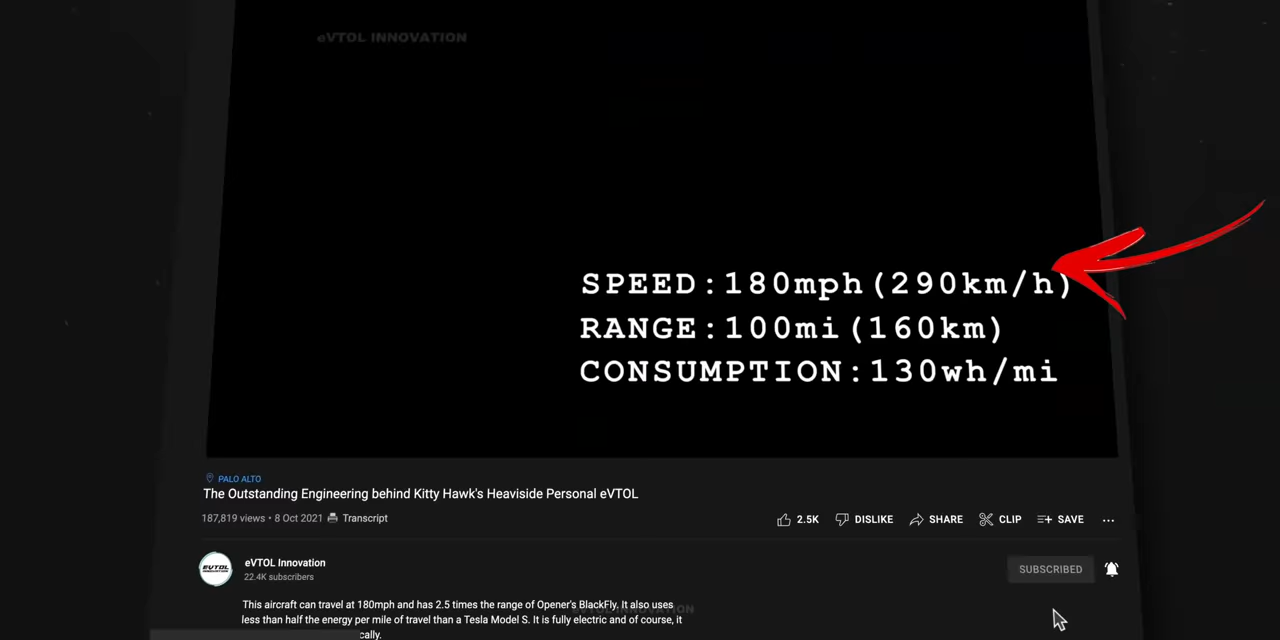 eVTOL INNOVATION
SPEED:180mph(290km/h)
RANGE:100mi(160km)
CONSUMPTION:130wh/mi
PALO ALTO
The Outstanding Engineering behind Kitty Hawk's Heaviside Personal eVTOL
187,819 views • 8 Oct 2021 Transcript
2.5K DISLIKE SHARE CLIP SAVE ...
EVTOL INNOVATION
eVTOL Innovation
22.4K subscribers
SUBSCRIBED
This aircraft can travel at 180mph and has 2.5 times the range of Opener's BlackFly. It also uses
eVTOL INNOVATION
less than half the energy per mile of travel than a Tesla Model S. It is fully electric and of course, it
cally.